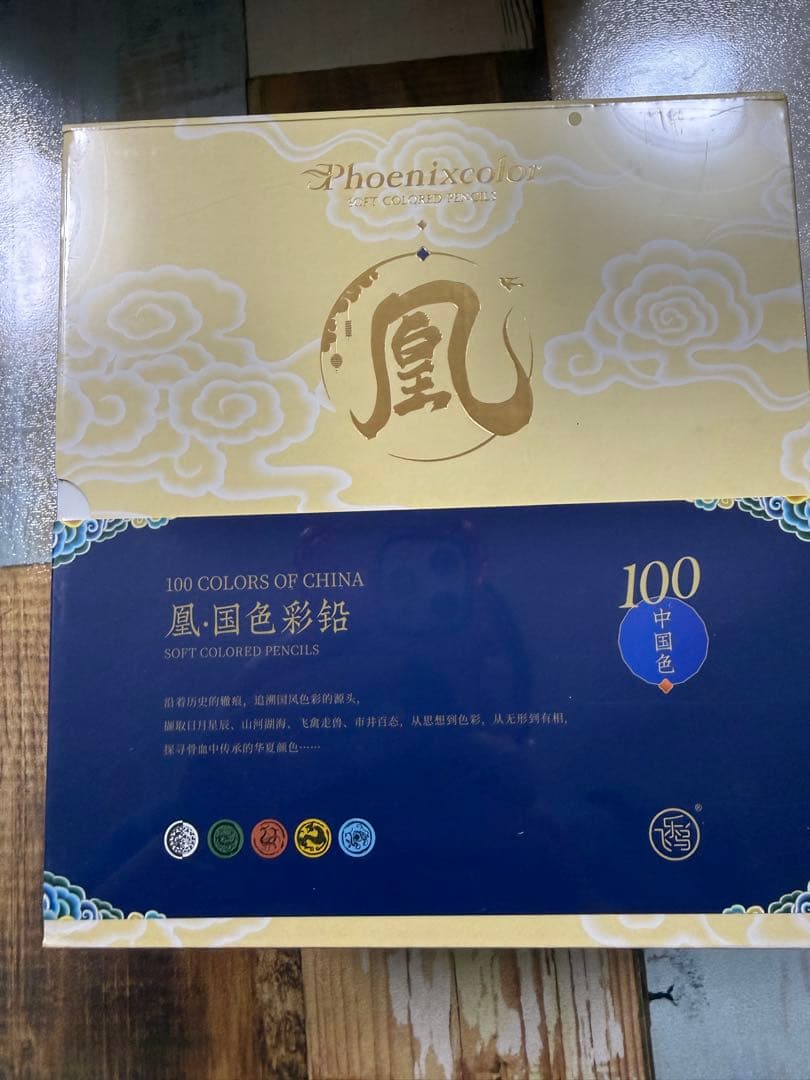 Phoenixcolor
SOFT COLORED PENCILS
凰
100 COLORS OF CHINA
凰·国色彩铅
SOFT COLORED PENCILS
100
中国色
沿着历史的辙痕，追溯国风色彩的源头，
撷取日月星辰、山河湖海、飞禽走兽、市井百态，从思想到色彩，从无形到有相，
探寻骨血中传承的华夏颜色……
®